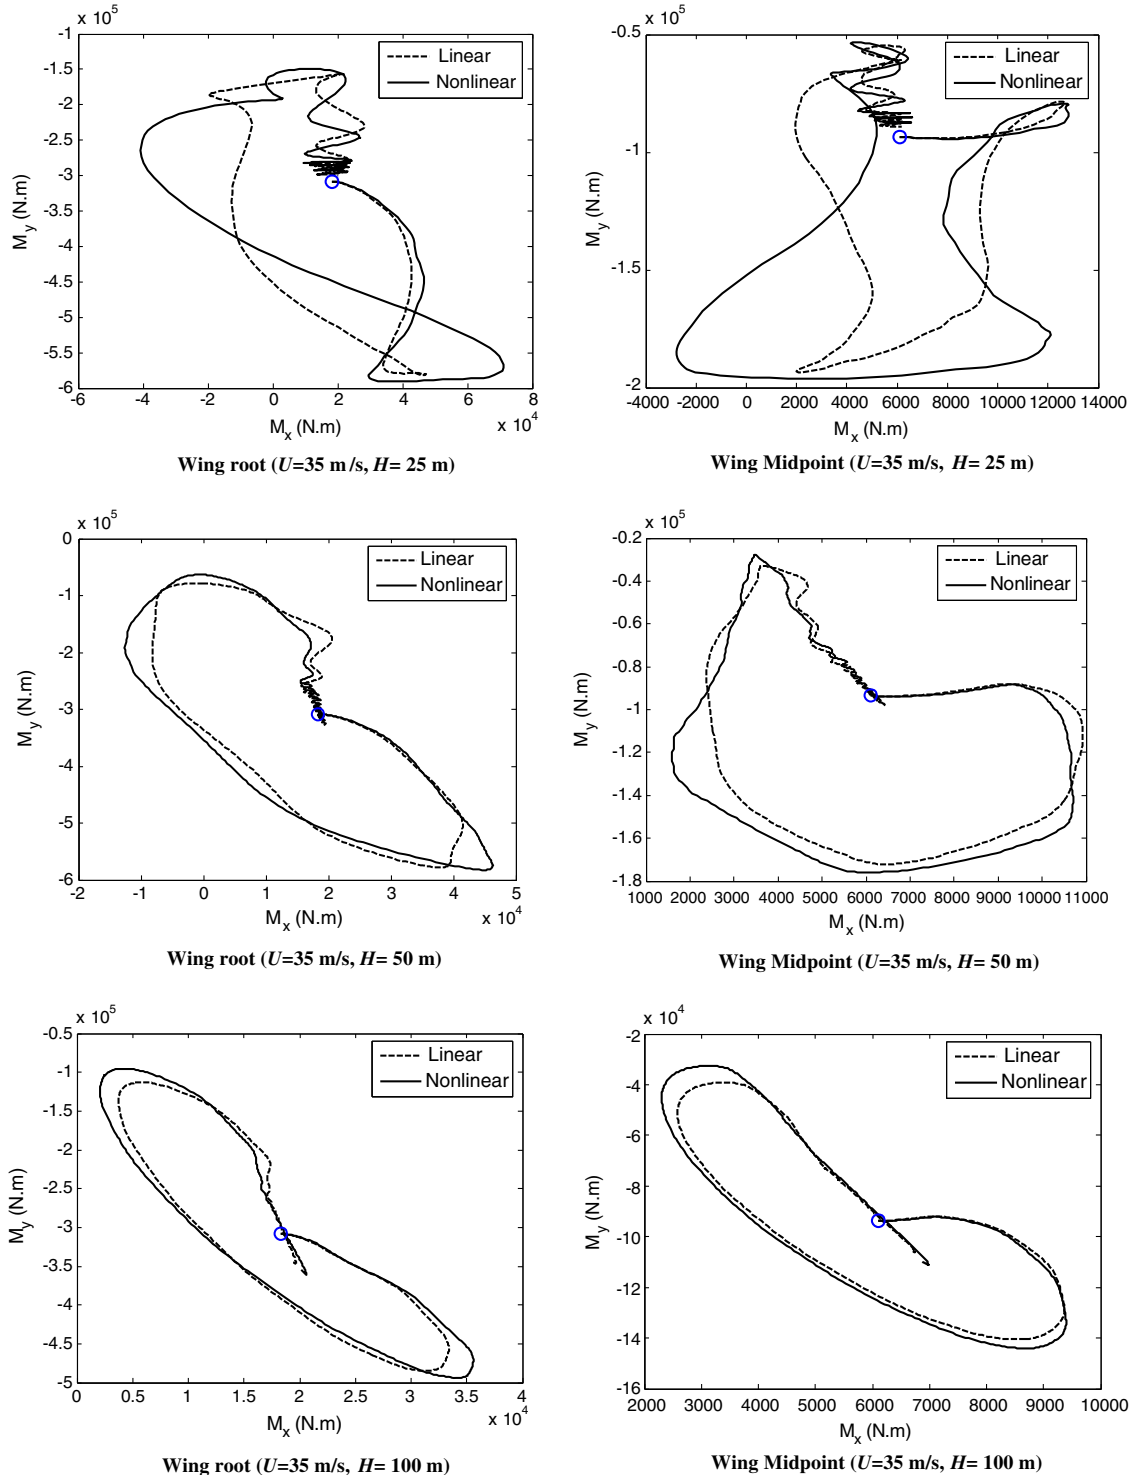 x 10^5
-1
-1.5
-2
-2.5
-3
-3.5
-4
-4.5
-5
-5.5
-6
M_y (N.m)
Linear
Nonlinear
-6 -4 -2 0 2 4 6 8
x 10^4
M_x (N.m)
Wing root (U=35 m/s, H= 25 m)
x 10^5
-0.5
-1
-1.5
-2
M_y (N.m)
Linear
Nonlinear
-4000 -2000 0 2000 4000 6000 8000 10000 12000 14000
M_x (N.m)
Wing Midpoint (U=35 m/s, H= 25 m)
x 10^5
0
-1
-2
-3
-4
-5
-6
M_y (N.m)
Linear
Nonlinear
-2 -1 0 1 2 3 4 5
x 10^4
M_x (N.m)
Wing root (U=35 m/s, H= 50 m)
x 10^5
-0.2
-0.4
-0.6
-0.8
-1
-1.2
-1.4
-1.6
-1.8
M_y (N.m)
Linear
Nonlinear
1000 2000 3000 4000 5000 6000 7000 8000 9000 10000 11000
M_x (N.m)
Wing Midpoint (U=35 m/s, H= 50 m)
x 10^5
-0.5
-1
-1.5
-2
-2.5
-3
-3.5
-4
-4.5
-5
M_y (N.m)
Linear
Nonlinear
0 0.5 1 1.5 2 2.5 3 3.5 4
x 10^4
M_x (N.m)
Wing root (U=35 m/s, H= 100 m)
x 10^4
-2
-4
-6
-8
-10
-12
-14
-16
M_y (N.m)
Linear
Nonlinear
2000 3000 4000 5000 6000 7000 8000 9000 10000
M_x (N.m)
Wing Midpoint (U=35 m/s, H= 100 m)